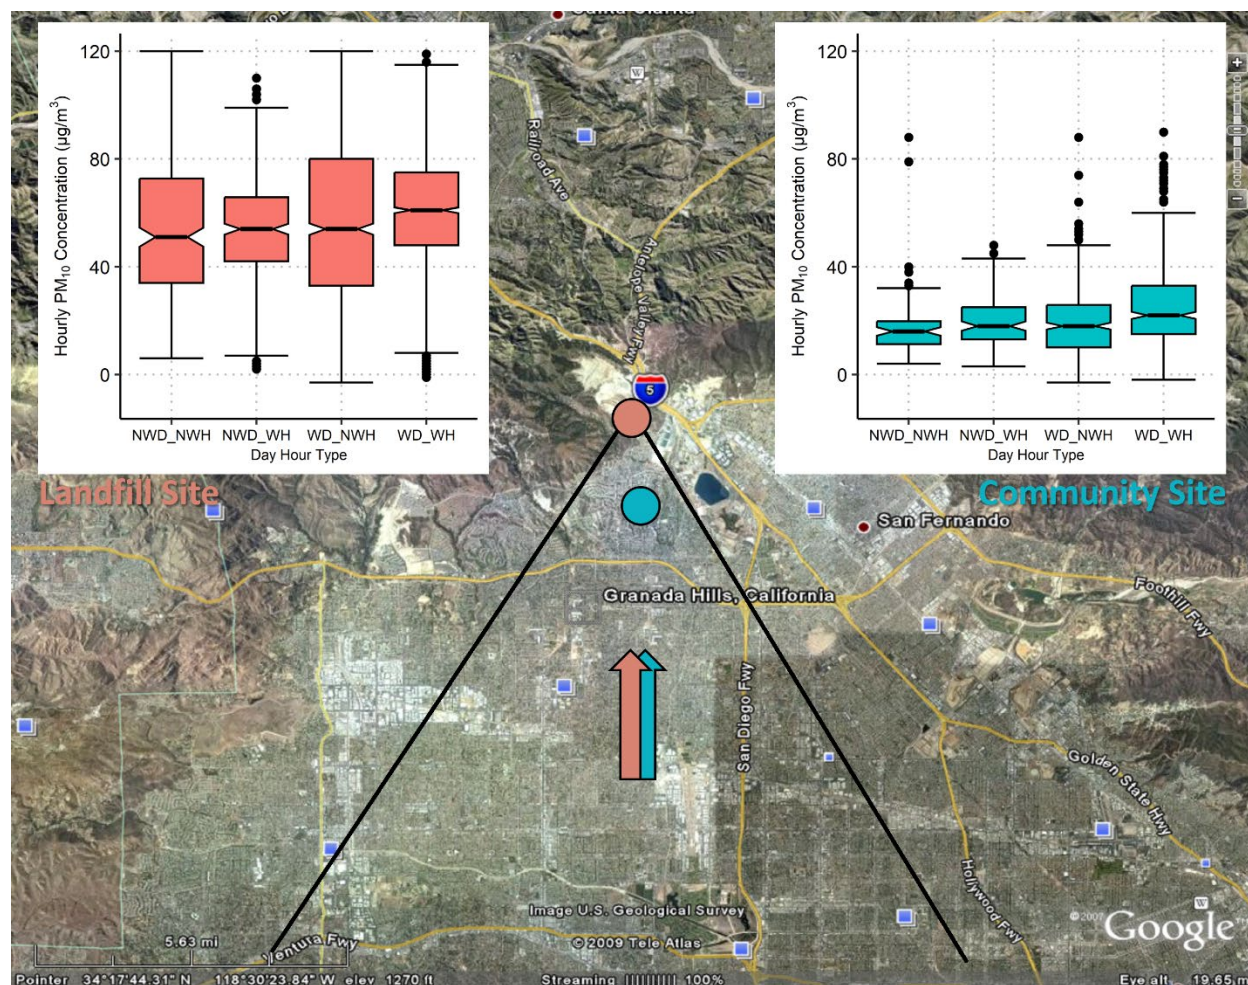 Santa Clarita
W
Railroad Ave
Antelope Valley Fwy
5
120
80
40
0
Hourly PM₁₀ Concentration (µg/m³)
NWD_NWH NWD_WH WD_NWH WD_WH
Day Hour Type
Landfill Site
120
80
40
0
Hourly PM₁₀ Concentration (µg/m³)
NWD_NWH NWD_WH WD_NWH WD_WH
Day Hour Type
Community Site
San Fernando
Granada Hills, California
Foothill Fwy
San Diego Fwy
Golden State Hwy
Hollywood Fwy
Ventura Fwy
5.63 mi
Image U.S. Geological Survey
© 2009 Tele Atlas
W
© 2007 Google™
Pointer 34°17'44.31" N 118°30'23.84" W elev 1270 ft Streaming |||||||||| 100% Eye alt 19.65 m